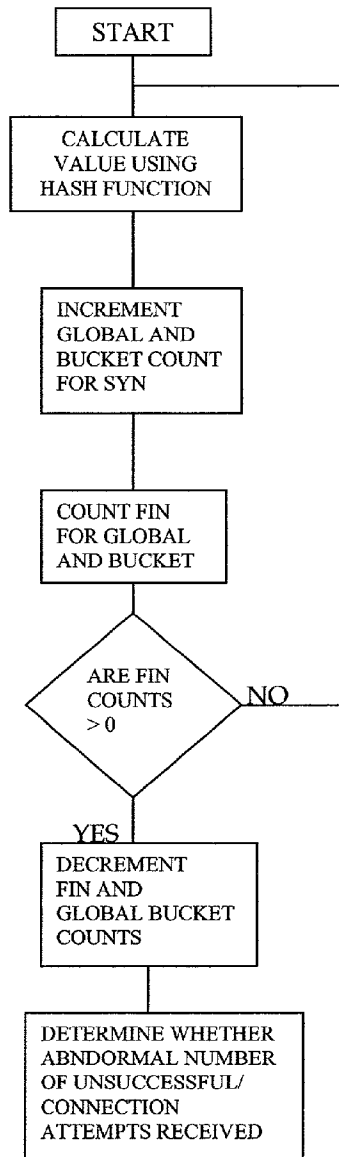 START
CALCULATE
VALUE USING
HASH FUNCTION
INCREMENT
GLOBAL AND
BUCKET COUNT
FOR SYN
COUNT FIN
FOR GLOBAL
AND BUCKET
ARE FIN
COUNTS
> 0
NO
YES
DECREMENT
FIN AND
GLOBAL BUCKET
COUNTS
DETERMINE WHETHER
ABNDORMAL NUMBER
OF UNSUCCESSFUL/
CONNECTION
ATTEMPTS RECEIVED